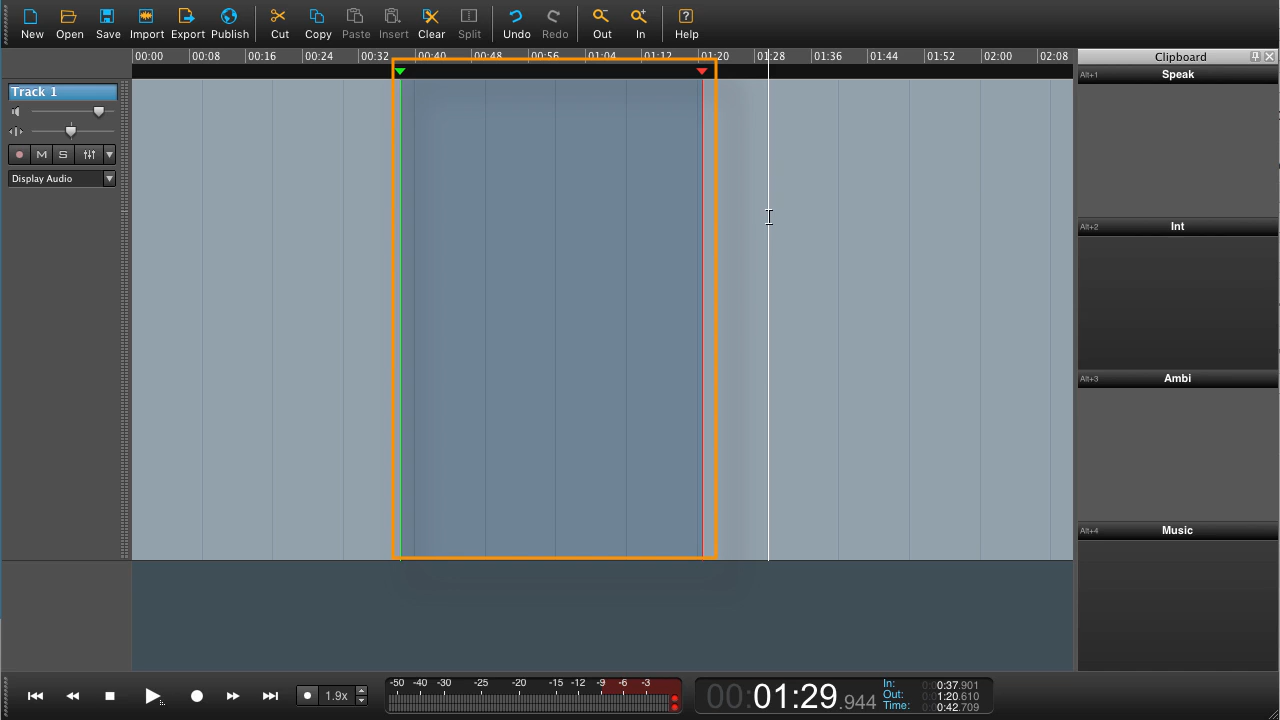 New Open Save Import Export Publish Cut Copy Paste Insert Clear Split Undo Redo Out In Help
00:00 00:08 00:16 00:24 00:32 00:40 00:48 00:56 01:04 01:12 01:20 01:28 01:36 01:44 01:52 02:00 02:08
Clipboard
Alt+1 Speak
Track 1
M S
Display Audio
Alt+2 Int
Alt+3 Ambi
Alt+4 Music
1.9x
-50 -40 -30 -25 -20 -15 -12 -9 -6 -3
00:01:29.944
In: 0:0:37.901
Out: 0:1:20.610
Time: 0:0:42.709